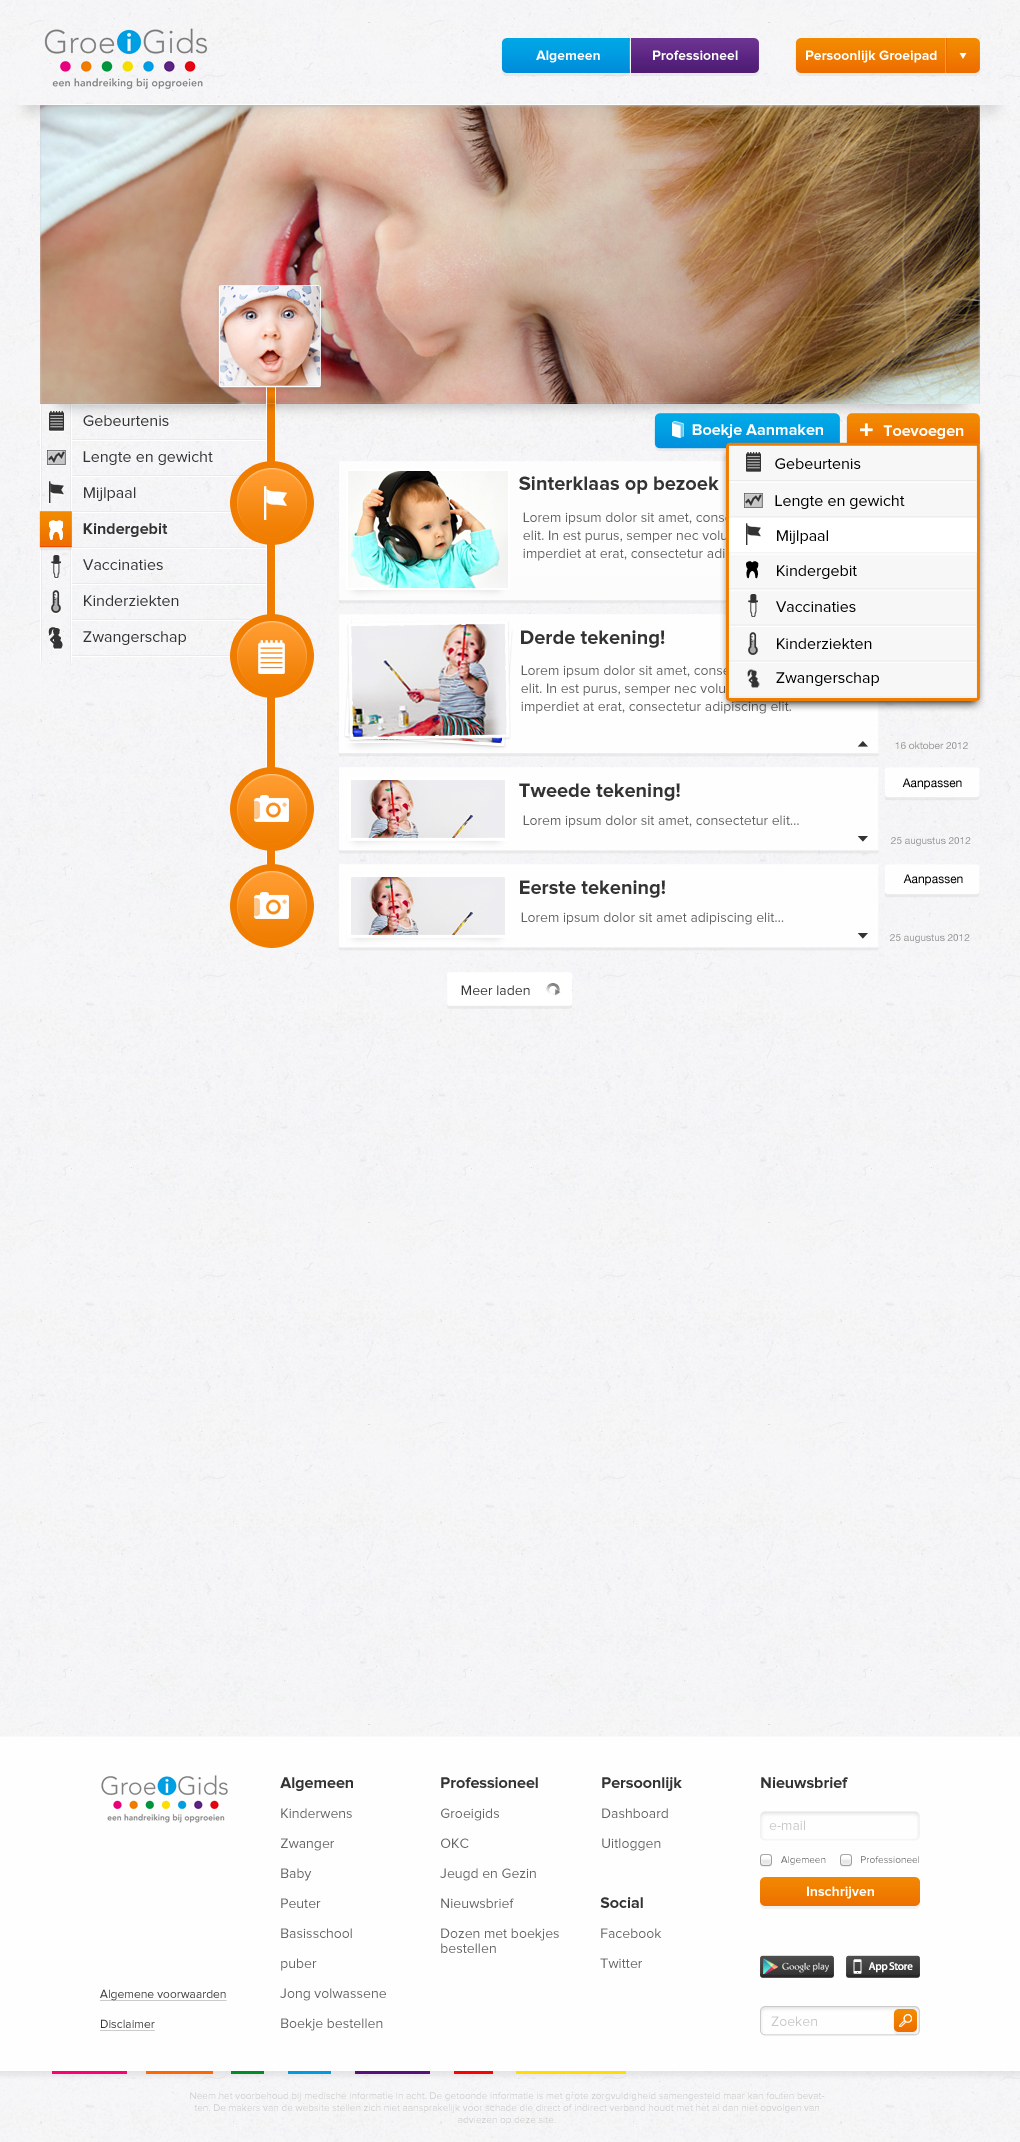 GroeiGids
een handreiking bij opgroeien
Algemeen
Professioneel
Persoonlijk Groeipad
Gebeurtenis
Lengte en gewicht
Mijlpaal
Kindergebit
Vaccinaties
Kinderziekten
Zwangerschap
Boekje Aanmaken
Toevoegen
Gebeurtenis
Lengte en gewicht
Mijlpaal
Kindergebit
Vaccinaties
Kinderziekten
Zwangerschap
Sinterklaas op bezoek
Lorem ipsum dolor sit amet, cons
elit. In est purus, semper nec volu
imperdiet at erat, consectetur adi
Derde tekening!
Lorem ipsum dolor sit amet, conse
elit. In est purus, semper nec volu
imperdiet at erat, consectetur adipiscing elit.
16 oktober 2012
Tweede tekening!
Lorem ipsum dolor sit amet, consectetur elit...
Aanpassen
25 augustus 2012
Eerste tekening!
Lorem ipsum dolor sit amet adipiscing elit...
Aanpassen
25 augustus 2012
Meer laden
GroeiGids
een handreiking bij opgroeien
Algemene voorwaarden
Disclaimer
Algemeen
Kinderwens
Zwanger
Baby
Peuter
Basisschool
puber
Jong volwassene
Boekje bestellen
Professioneel
Groeigids
OKC
Jeugd en Gezin
Nieuwsbrief
Dozen met boekjes
bestellen
Persoonlijk
Dashboard
Uitloggen
Social
Facebook
Twitter
Nieuwsbrief
e-mail
Algemeen
Professioneel
Inschrijven
Google play
App Store
Zoeken
Neem het voorbehoud bij medische informatie in acht. De getoonde informatie is met grote zorgvuldigheid samengesteld maar kan fouten bevat-
ten. De makers van de website stellen zich niet aansprakelijk voor schade die direct of indirect verband houdt met het al dan niet opvolgen van
adviezen op deze site.